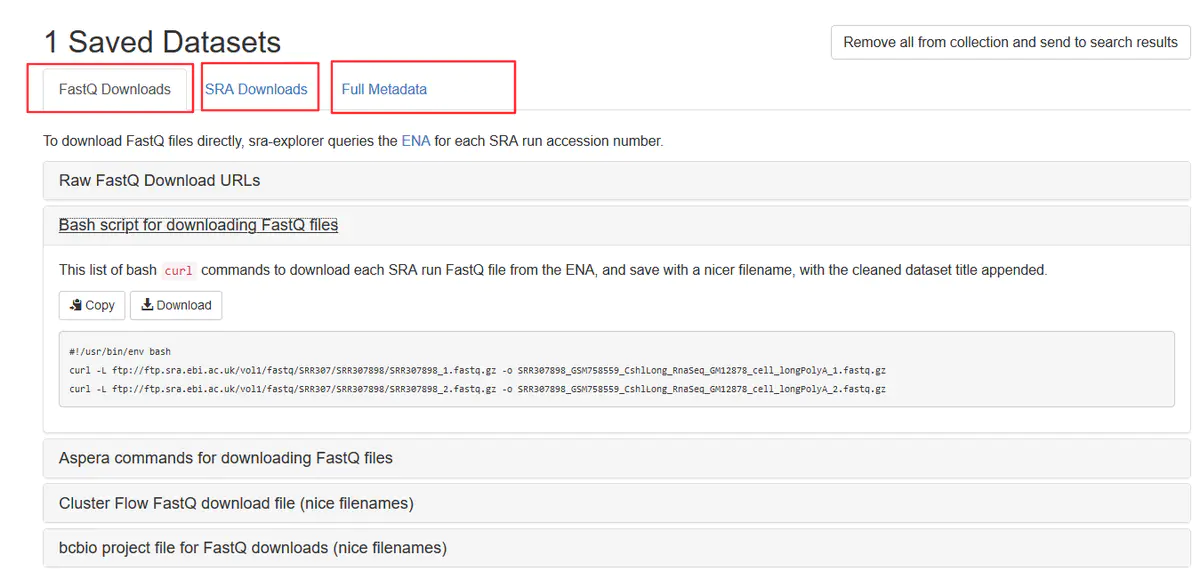 1 Saved Datasets
Remove all from collection and send to search results
FastQ Downloads
SRA Downloads
Full Metadata
To download FastQ files directly, sra-explorer queries the ENA for each SRA run accession number.
Raw FastQ Download URLs
Bash script for downloading FastQ files
This list of bash curl commands to download each SRA run FastQ file from the ENA, and save with a nicer filename, with the cleaned dataset title appended.
Copy
Download
#!/usr/bin/env bash
curl -L ftp://ftp.sra.ebi.ac.uk/vol1/fastq/SRR307/SRR307898/SRR307898_1.fastq.gz -o SRR307898_GSM758559_CshlLong_RnaSeq_GM12878_cell_longPolyA_1.fastq.gz
curl -L ftp://ftp.sra.ebi.ac.uk/vol1/fastq/SRR307/SRR307898/SRR307898_2.fastq.gz -o SRR307898_GSM758559_CshlLong_RnaSeq_GM12878_cell_longPolyA_2.fastq.gz
Aspera commands for downloading FastQ files
Cluster Flow FastQ download file (nice filenames)
bcbio project file for FastQ downloads (nice filenames)